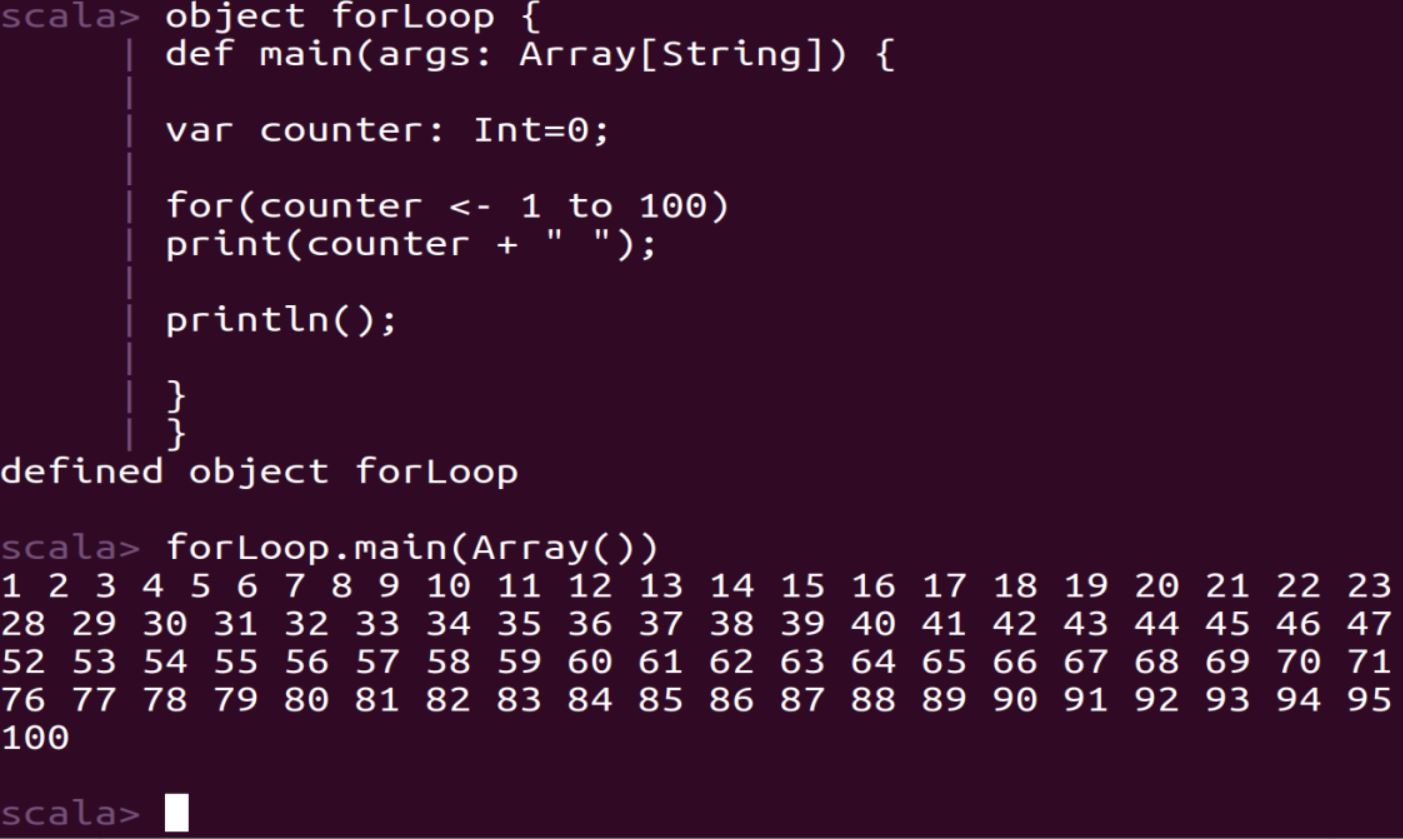 scala> object forLoop {
| def main(args: Array[String]) {
|
| var counter: Int=0;
|
| for(counter <- 1 to 100)
| print(counter + " ");
|
| println();
|
| }
| }
defined object forLoop
scala> forLoop.main(Array())
1 2 3 4 5 6 7 8 9 10 11 12 13 14 15 16 17 18 19 20 21 22 23
28 29 30 31 32 33 34 35 36 37 38 39 40 41 42 43 44 45 46 47
52 53 54 55 56 57 58 59 60 61 62 63 64 65 66 67 68 69 70 71
76 77 78 79 80 81 82 83 84 85 86 87 88 89 90 91 92 93 94 95
100
scala>